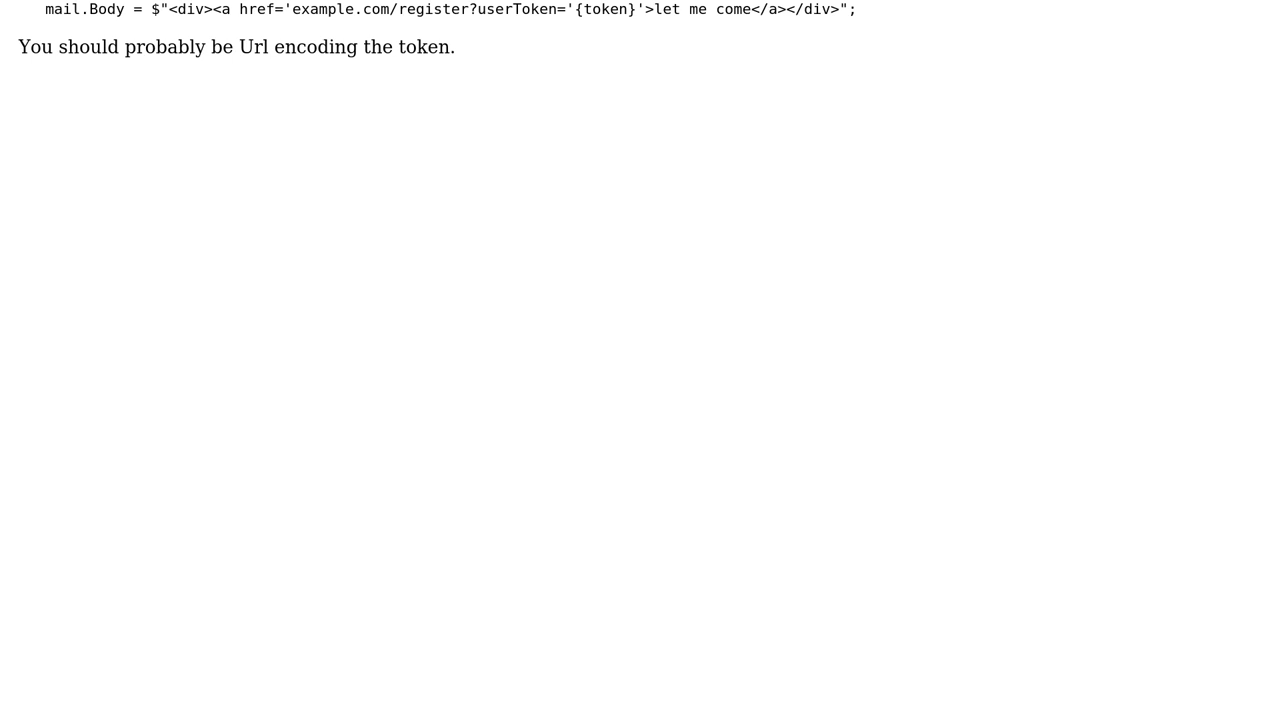 mail.Body = $"<div><a href='example.com/register?userToken='{token}'>let me come</a></div>";
You should probably be Url encoding the token.